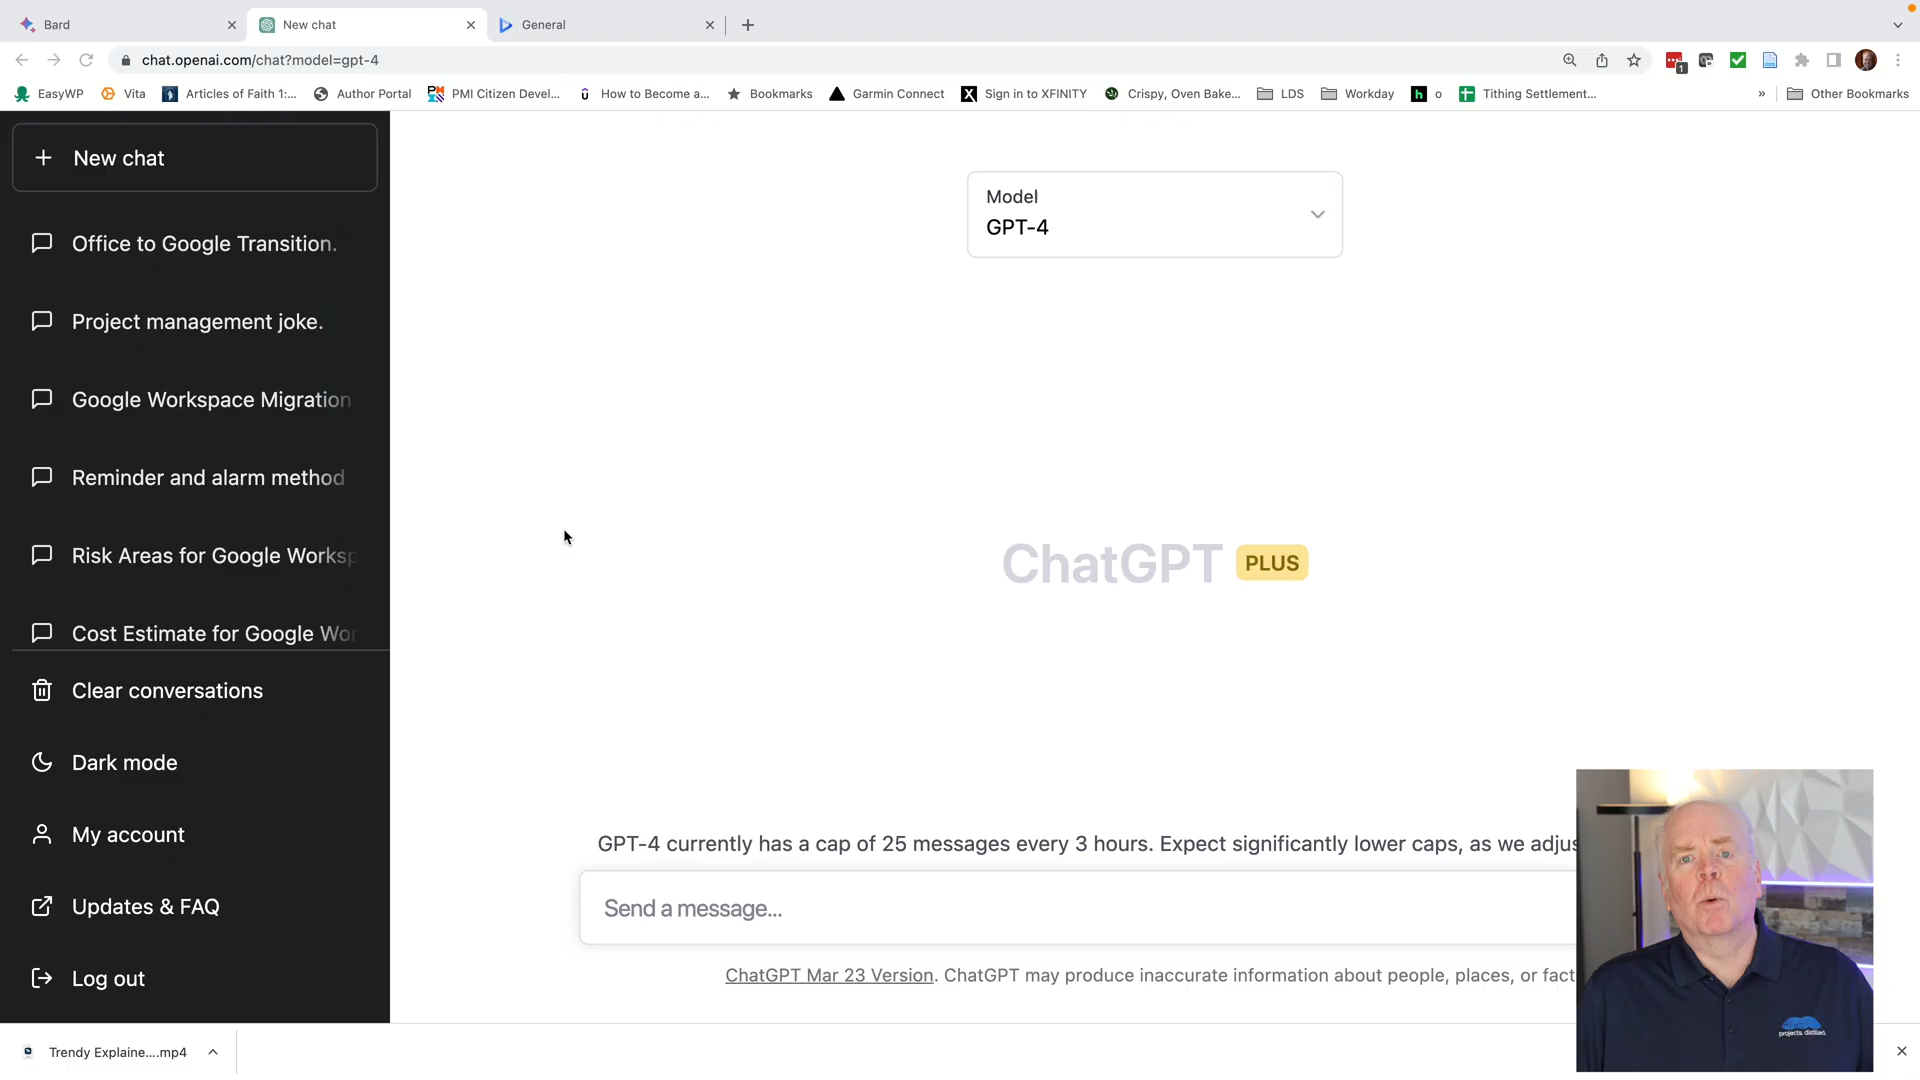 Bard
New chat
General
chat.openai.com/chat?model=gpt-4
1
EasyWP
Vita
Articles of Faith 1:...
Author Portal
PMI Citizen Devel...
How to Become a...
Bookmarks
Garmin Connect
Sign in to XFINITY
Crispy, Oven Bake...
LDS
Workday
h o
Tithing Settlement...
»
Other Bookmarks
+ New chat
Office to Google Transition.
Project management joke.
Google Workspace Migration
Reminder and alarm method
Risk Areas for Google Worksp
Cost Estimate for Google Wor
Clear conversations
Dark mode
My account
Updates & FAQ
Log out
Model
GPT-4
ChatGPT PLUS
GPT-4 currently has a cap of 25 messages every 3 hours. Expect significantly lower caps, as we adjus
Send a message...
ChatGPT Mar 23 Version. ChatGPT may produce inaccurate information about people, places, or fact
projects. distilled.
Trendy Explaine....mp4